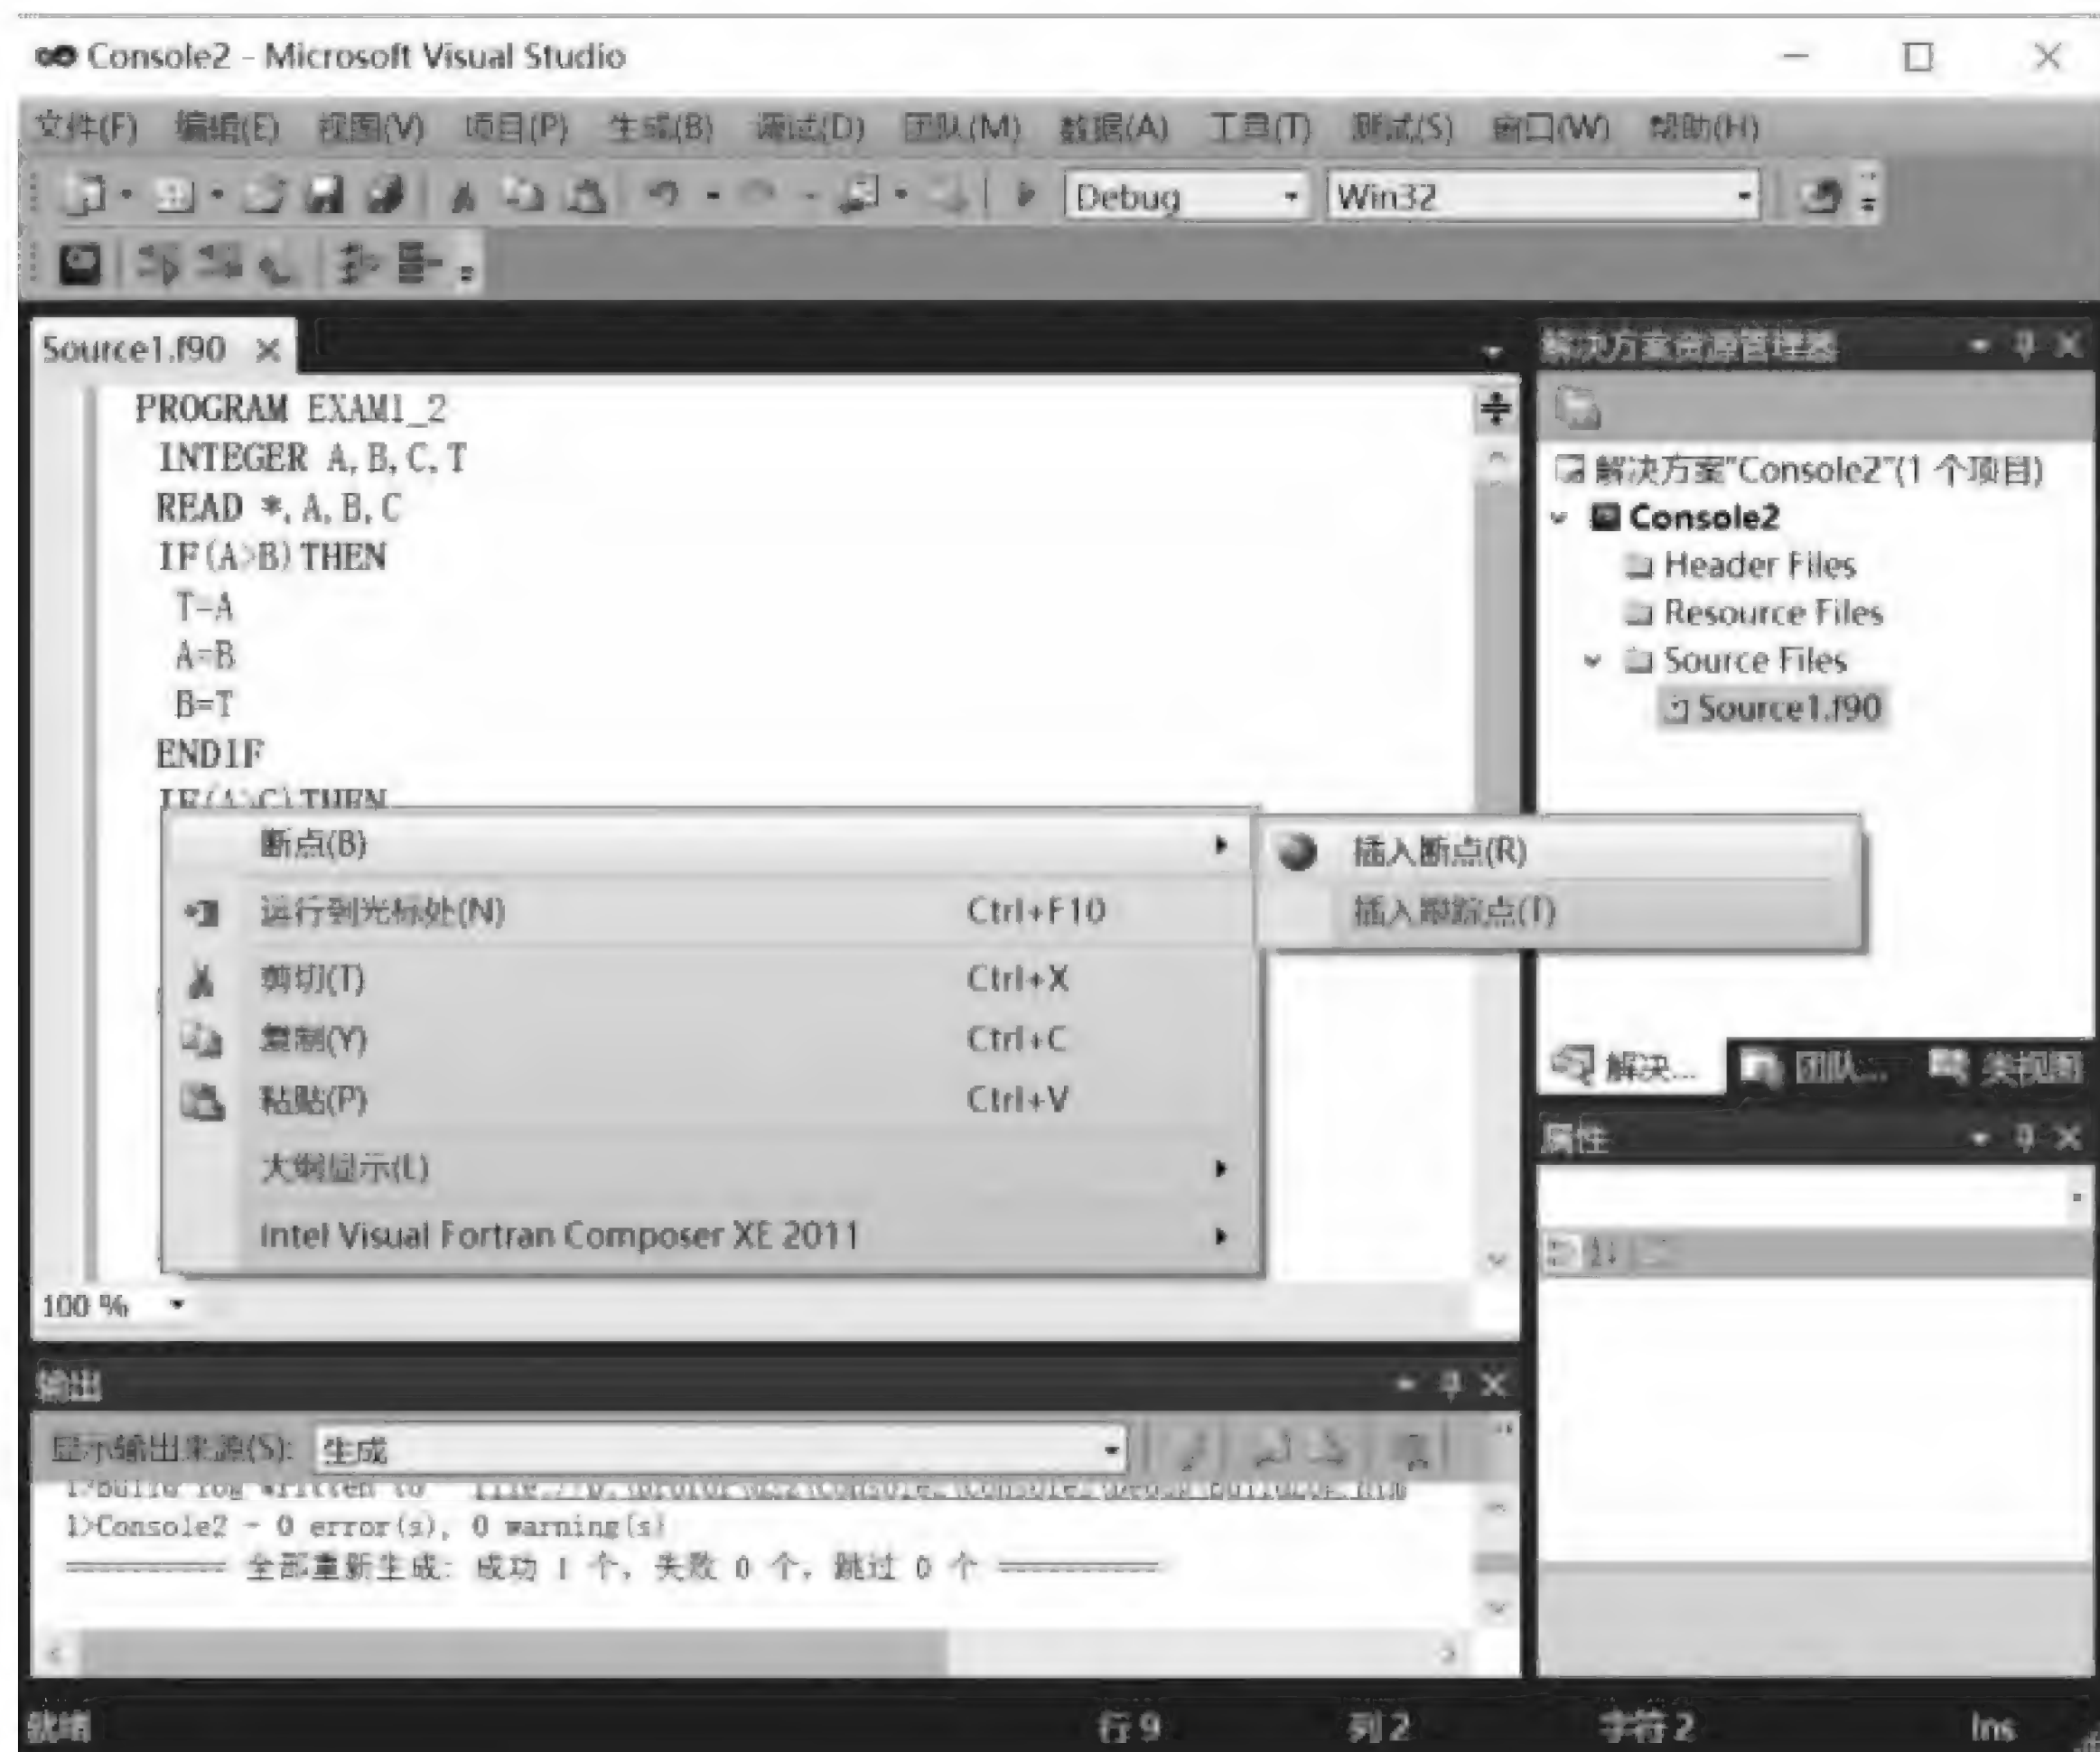 Console2 - Microsoft Visual Studio
文件(F) 编辑(E) 视图(V) 项目(P) 生成(B) 调试(D) 团队(M) 数据(A) 工具(T) 测试(S) 窗口(W) 帮助(H)
Debug Win32
Source1.f90
PROGRAM EXAM1_2
INTEGER A,B,C,T
READ *,A,B,C
IF(A>B)THEN
T=A
A=B
B=T
ENDIF
IF(A>C)THEN
断点(B)
运行到光标处(N) Ctrl+F10
剪切(T) Ctrl+X
复制(Y) Ctrl+C
粘贴(P) Ctrl+V
大纲显示(L)
Intel Visual Fortran Composer XE 2011
插入断点(R)
插入跟踪点(T)
100 %
解决方案资源管理器
解决方案"Console2"(1 个项目)
Console2
Header Files
Resource Files
Source Files
Source1.f90
解决... 团队... 类视图
属性
输出
显示输出来源(S): 生成
1>Build log written to
1>Console2 - 0 error(s), 0 warning(s)
========== 全部重新生成: 成功 1 个，失败 0 个，跳过 0 个 ==========
就绪 行 9 列 2 字符 2 Ins